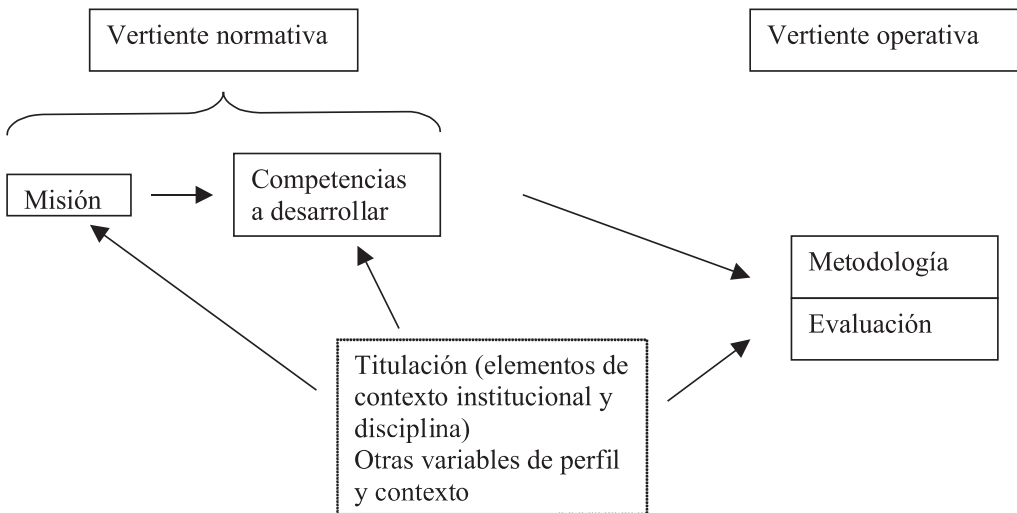 Vertiente normativa
Vertiente operativa
Misión
Competencias
a desarrollar
Metodología
Evaluación
Titulación (elementos de
contexto institucional y
disciplina)
Otras variables de perfil
y contexto